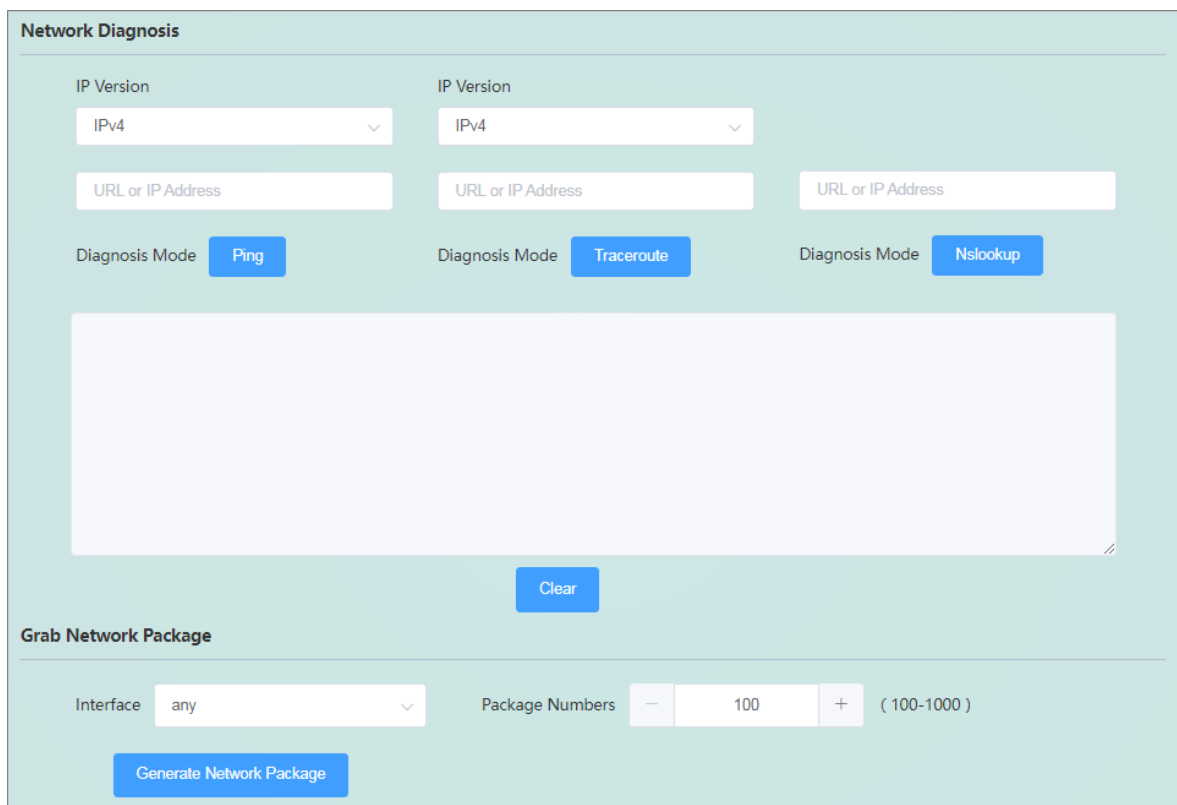 Network Diagnosis
IP Version IP Version
IPv4 IPv4
URL or IP Address URL or IP Address URL or IP Address
Diagnosis Mode Ping Diagnosis Mode Traceroute Diagnosis Mode Nslookup
Clear
Grab Network Package
Interface any Package Numbers − 100 + ( 100-1000 )
Generate Network Package